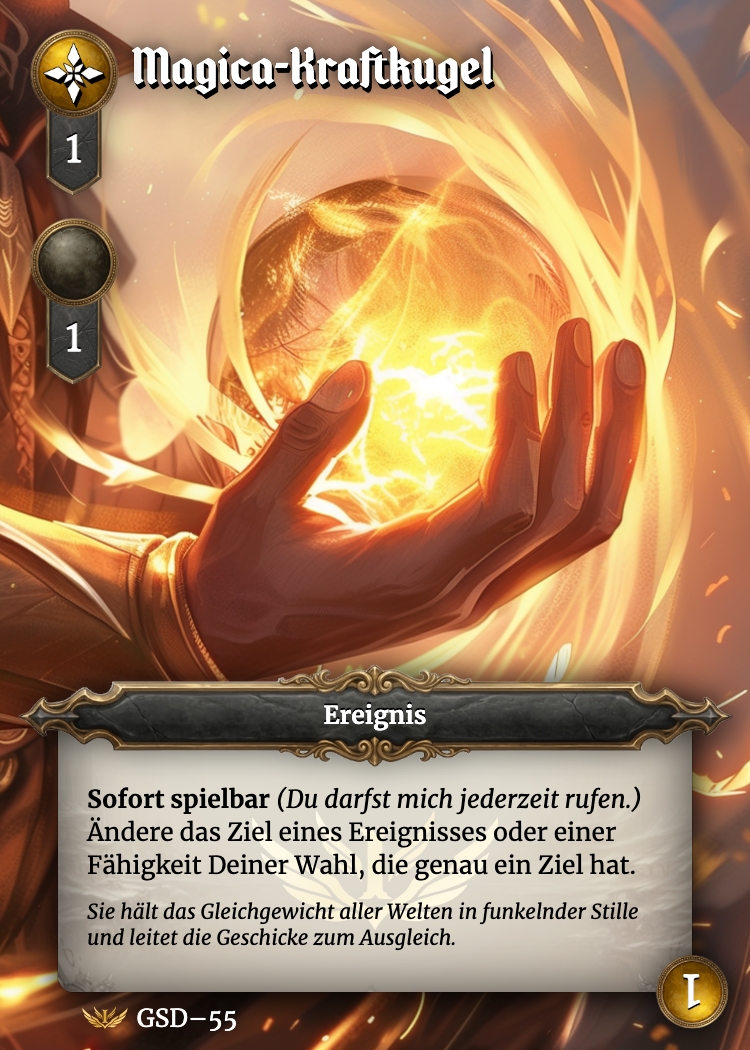 Magica-Kraftkugel
1
1
Ereignis
Sofort spielbar (Du darfst mich jederzeit rufen.)
Ändere das Ziel eines Ereignisses oder einer
Fähigkeit Deiner Wahl, die genau ein Ziel hat.
Sie hält das Gleichgewicht aller Welten in funkelnder Stille
und leitet die Geschicke zum Ausgleich.
1
GSD–55